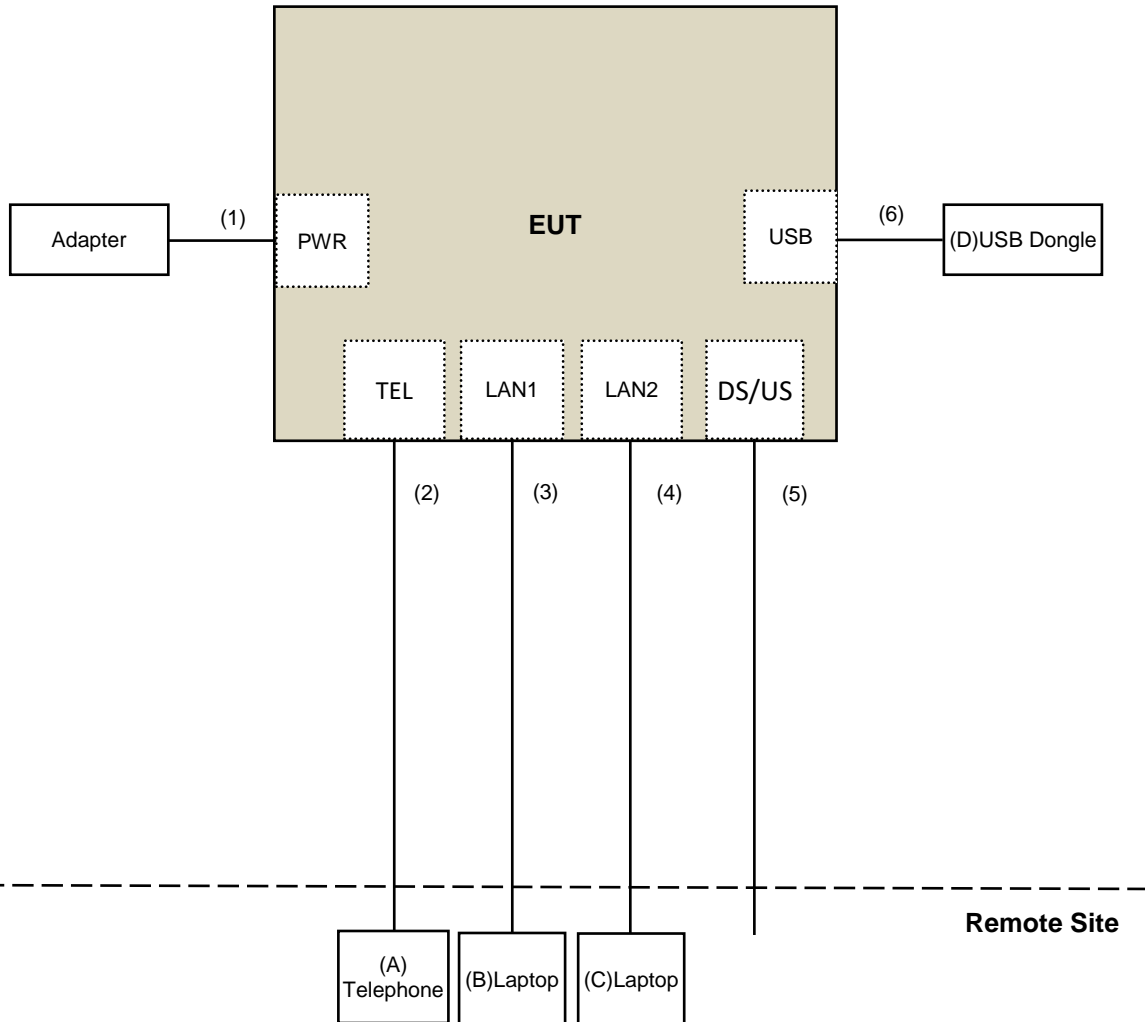 EUT
Adapter
(1)
PWR
USB
(6)
(D)USB Dongle
TEL
LAN1
LAN2
DS/US
(2)
(3)
(4)
(5)
Remote Site
(A)
Telephone
(B)Laptop
(C)Laptop